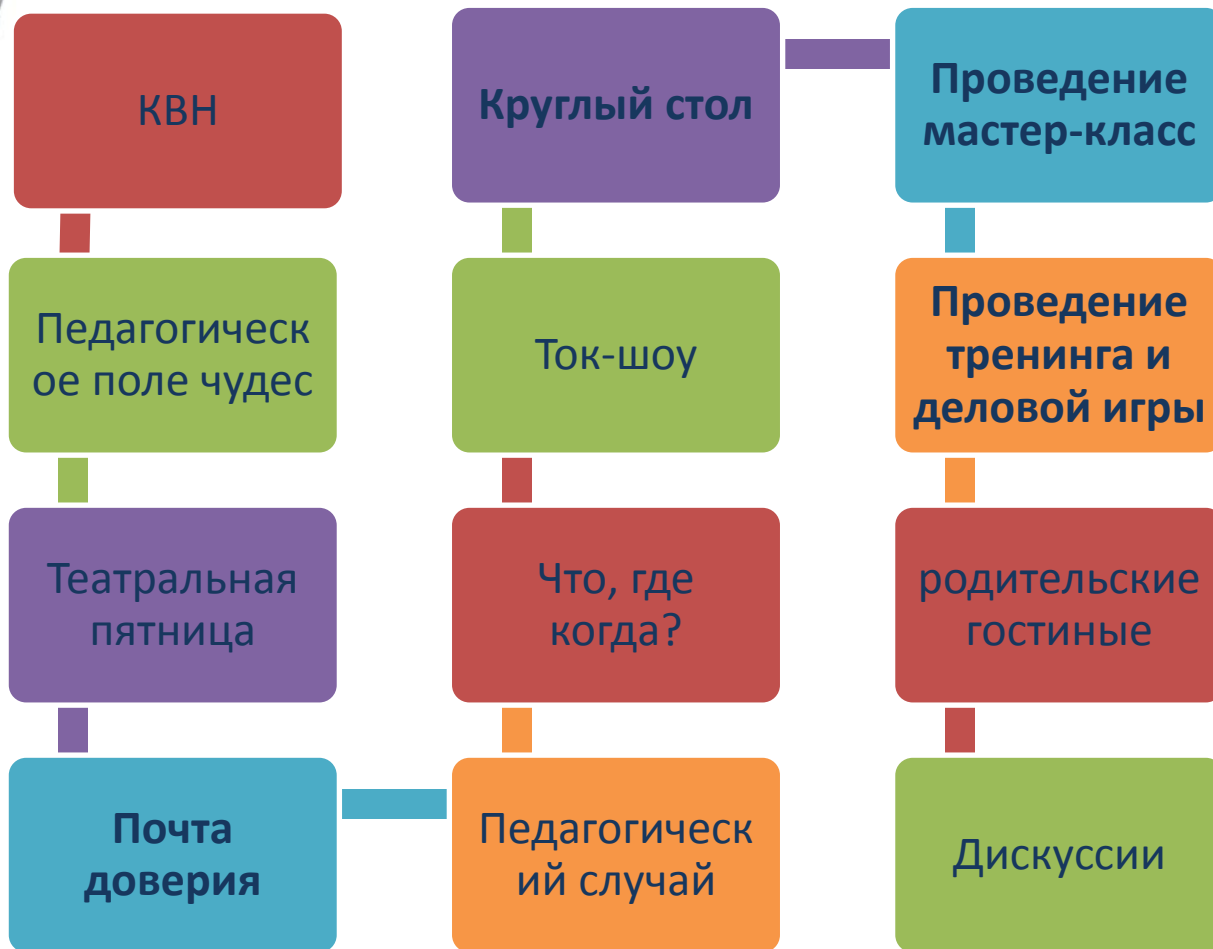 КВН
Педагогическ
ое поле чудес
Театральная
пятница
Почта
доверия
Педагогическ
ий случай
Что, где
когда?
Ток-шоу
Круглый стол
Проведение
мастер-класс
Проведение
тренинга и
деловой игры
родительские
гостиные
Дискуссии